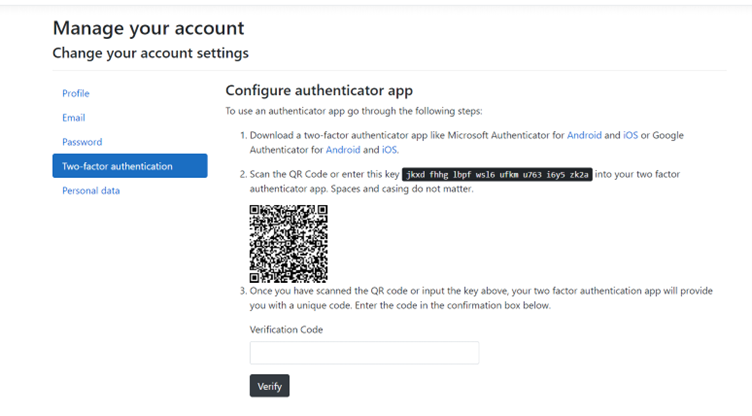 Manage your account
Change your account settings
Profile
Email
Password
Two-factor authentication
Personal data
Configure authenticator app
To use an authenticator app go through the following steps:
1. Download a two-factor authenticator app like Microsoft Authenticator for Android and iOS or Google
Authenticator for Android and iOS.
2. Scan the QR Code or enter this key jkxd fhhg lbpf wsl6 ufkm u763 i6y5 zk2a into your two factor
authenticator app. Spaces and casing do not matter.
3. Once you have scanned the QR code or input the key above, your two factor authentication app will provide
you with a unique code. Enter the code in the confirmation box below.
Verification Code
Verify